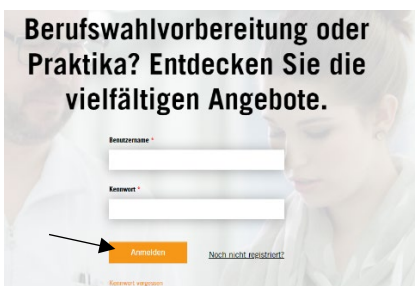 Berufswahlvorbereitung oder
Praktika? Entdecken Sie die
vielfältigen Angebote.
Benutzername *
Kennwort *
Anmelden
Noch nicht registriert?
Kennwort vergessen